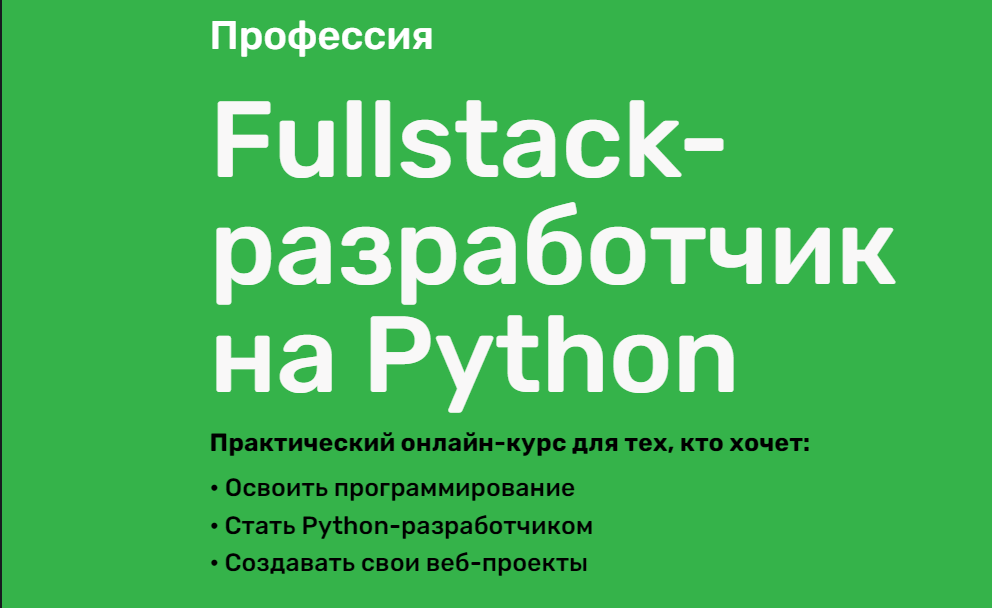 Профессия
Fullstack-
разработчик
на Python
Практический онлайн-курс для тех, кто хочет:
• Освоить программирование
• Стать Python-разработчиком
• Создавать свои веб-проекты